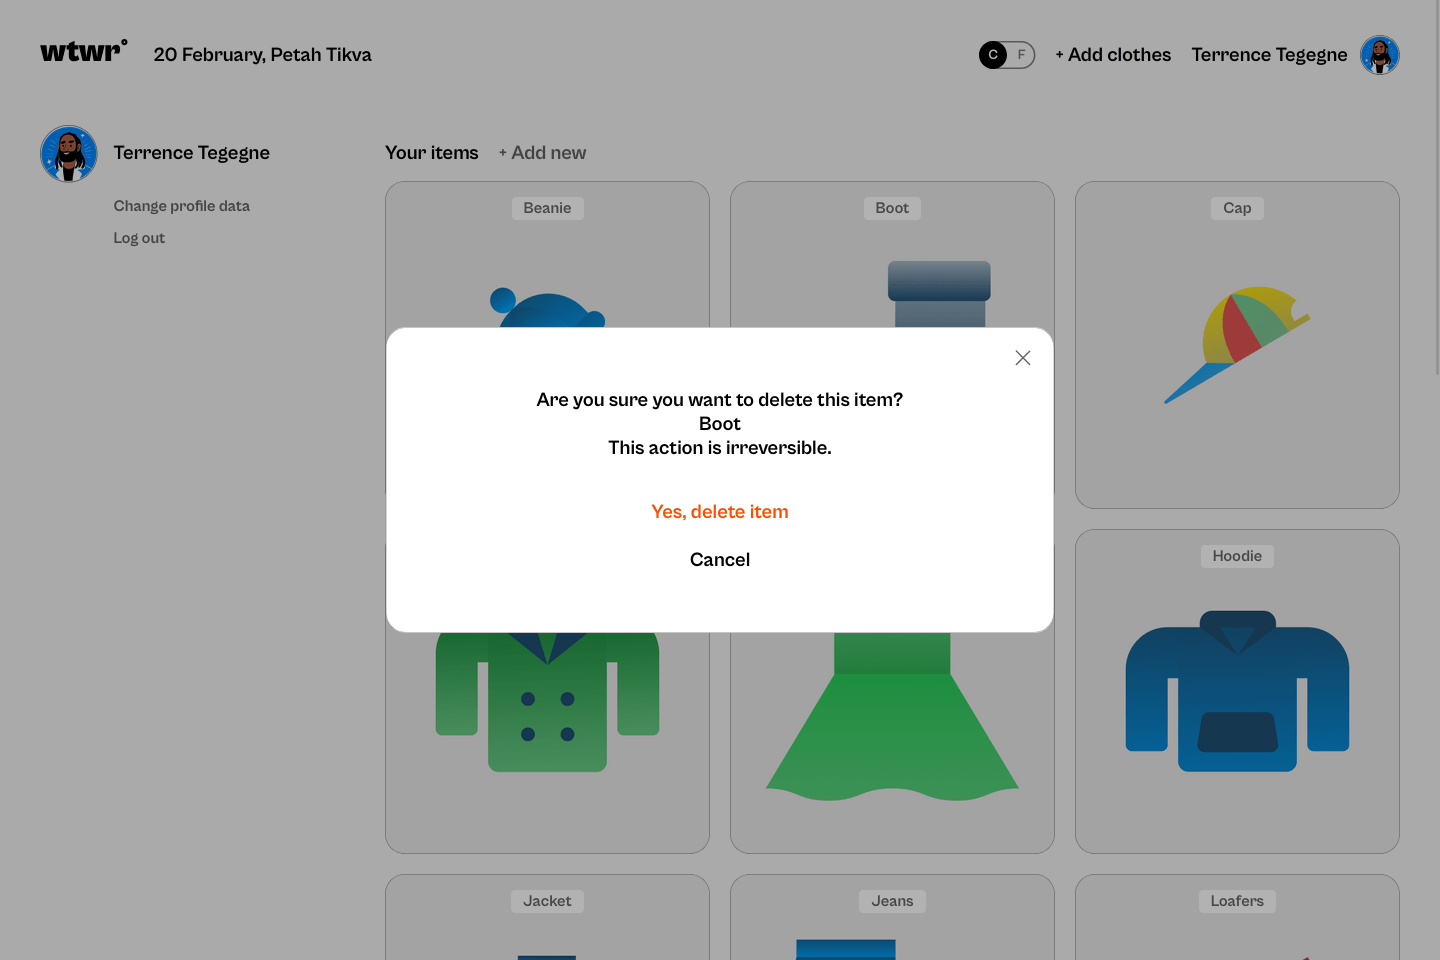 wtwr°
20 February, Petah Tikva
C F
+ Add clothes
Terrence Tegegne
Terrence Tegegne
Change profile data
Log out
Your items
+ Add new
Beanie
Boot
Cap
Are you sure you want to delete this item?
Boot
This action is irreversible.
Yes, delete item
Cancel
Hoodie
Jacket
Jeans
Loafers